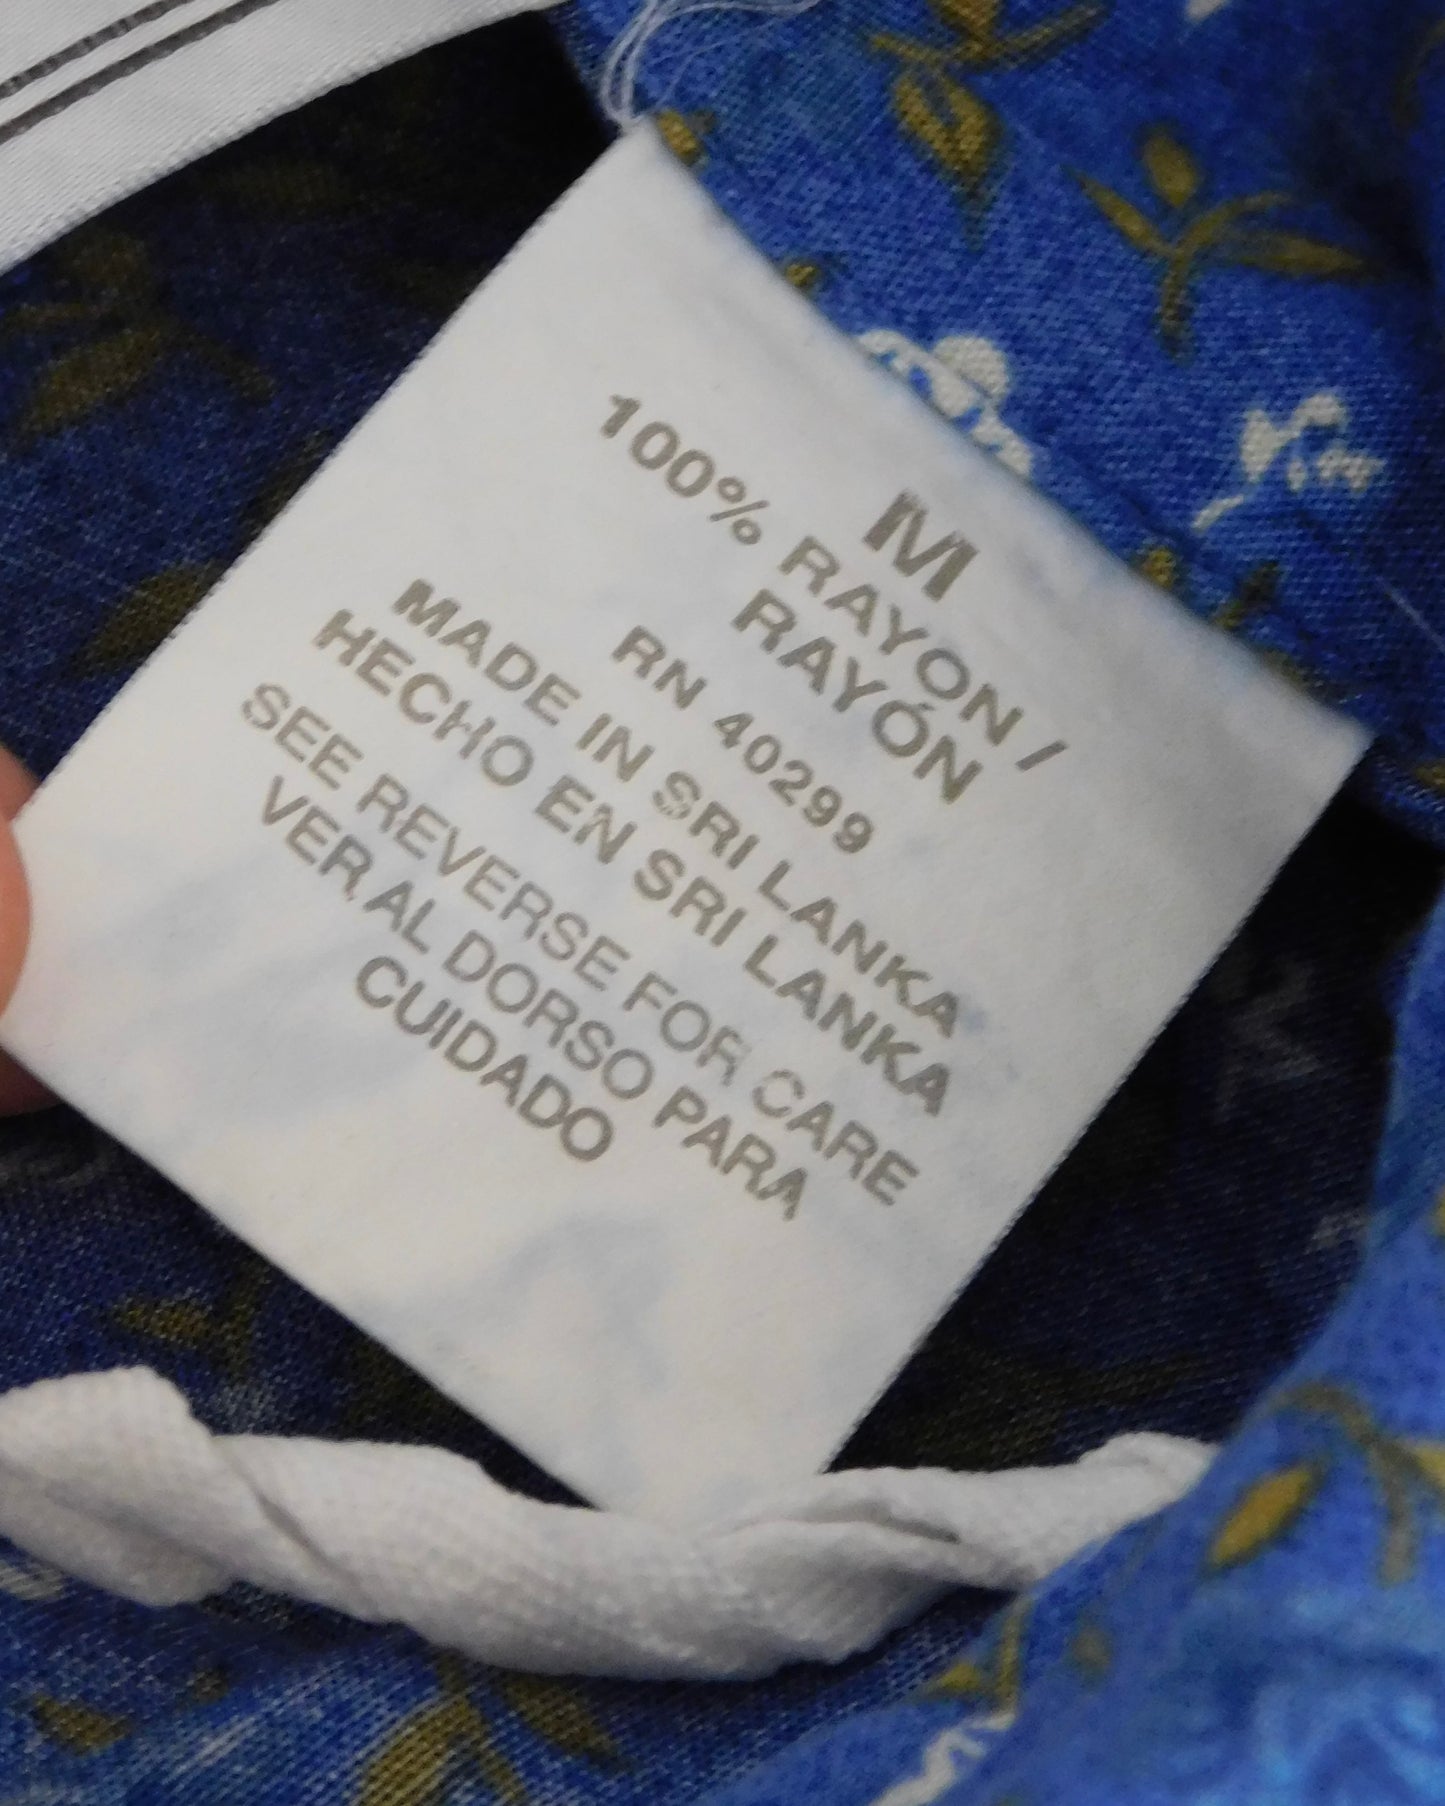 M
100% RAYON /
RAYÓN
RN 40299
MADE IN SRI LANKA
HECHO EN SRI LANKA
SEE REVERSE FOR CARE
VER AL DORSO PARA
CUIDADO